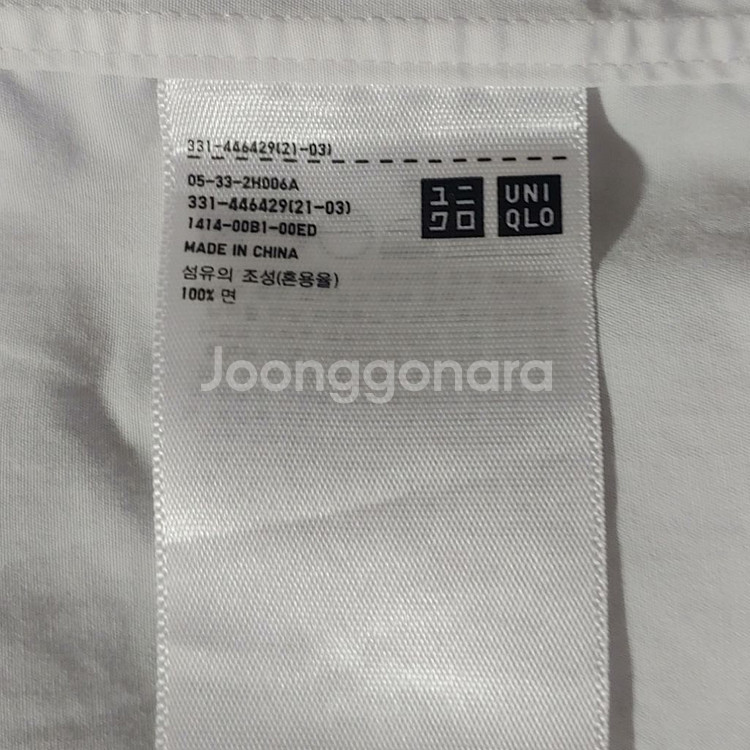 331-446429(21-03)
05-33-2H006A
331-446429(21-03)
1414-00B1-00ED
MADE IN CHINA
섬유의 조성(혼용율)
100% 면
ユニ
クロ
UNI
QLO
Joonggonara